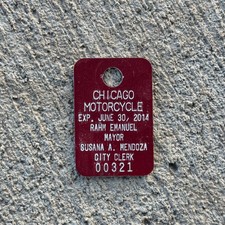 CHICAGO
MOTORCYCLE
EXP. JUNE 30, 2014
RAHM EMANUEL
MAYOR
SUSANA A. MENDOZA
CITY CLERK
00321